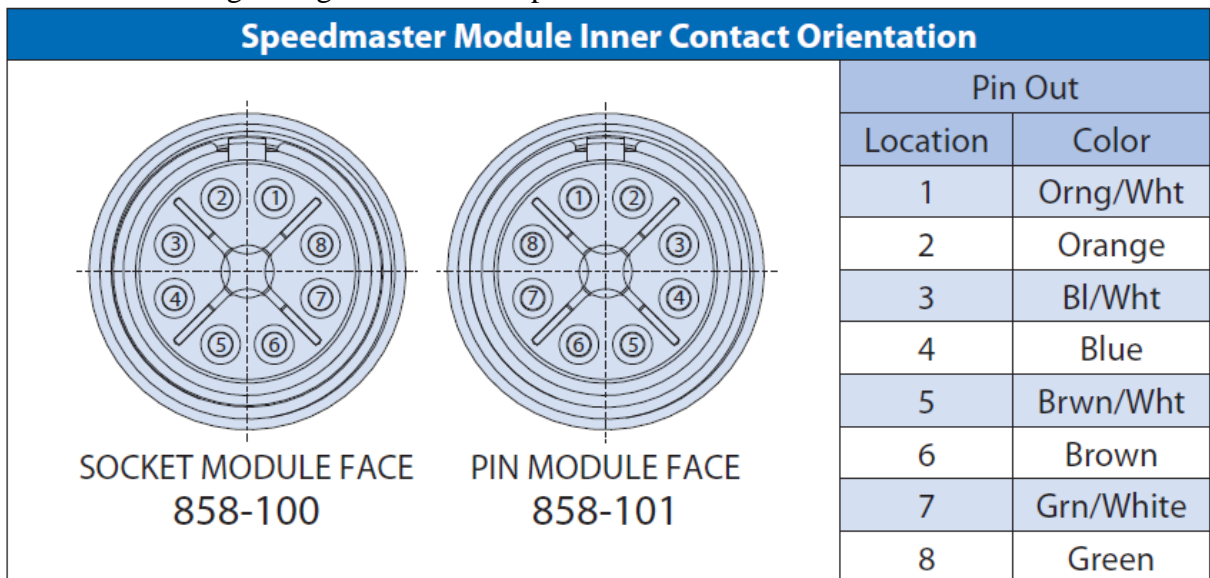 Speedmaster Module Inner Contact Orientation
2 1
3 8
4 7
5 6
SOCKET MODULE FACE
858-100
1 2
8 3
7 4
6 5
PIN MODULE FACE
858-101
Pin Out
Location Color
1 Orng/Wht
2 Orange
3 Bl/Wht
4 Blue
5 Brwn/Wht
6 Brown
7 Grn/White
8 Green